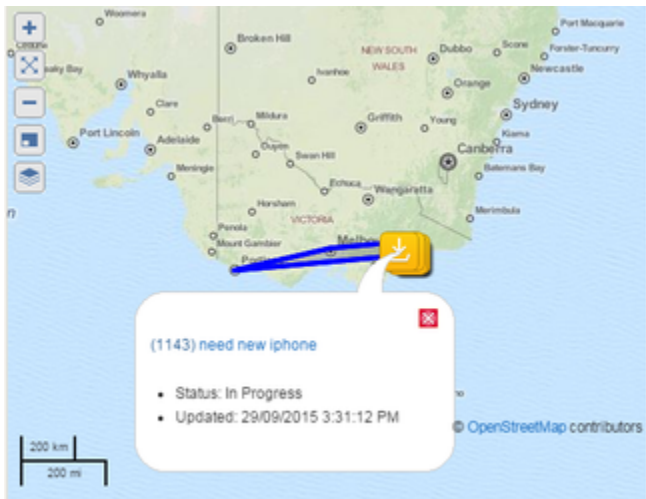 Woomera
Port Macquarie
Broken Hill
NEW SOUTH
WALES
Dubbo
Scone
Forster-Tuncurry
Ivanhoe
Newcastle
Whyalla
Orange
Clare
Sydney
Berri
Mildura
Griffith
Young
Port Lincoln
Adelaide
Kiama
Ouyen
Canberra
Swan Hill
Meningie
Batemans Bay
Echuca
Wangaratta
Horsham
Merimbula
VICTORIA
Penola
Mount Gambier
(1143) need new iphone
• Status: In Progress
• Updated: 29/09/2015 3:31:12 PM
© OpenStreetMap contributors
200 km
200 mi